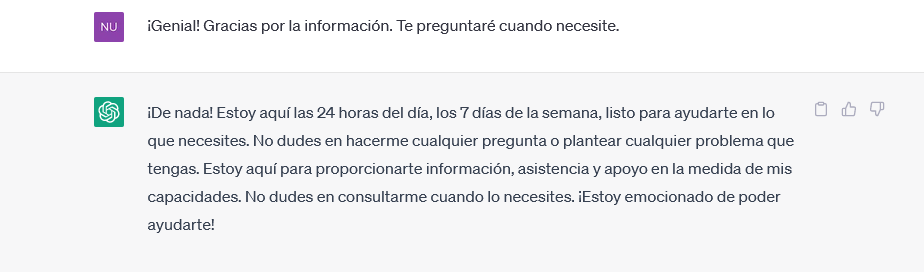 NU
¡Genial! Gracias por la información. Te preguntaré cuando necesite.
¡De nada! Estoy aquí las 24 horas del día, los 7 días de la semana, listo para ayudarte en lo
que necesites. No dudes en hacerme cualquier pregunta o plantear cualquier problema que
tengas. Estoy aquí para proporcionarte información, asistencia y apoyo en la medida de mis
capacidades. No dudes en consultarme cuando lo necesites. ¡Estoy emocionado de poder
ayudarte!